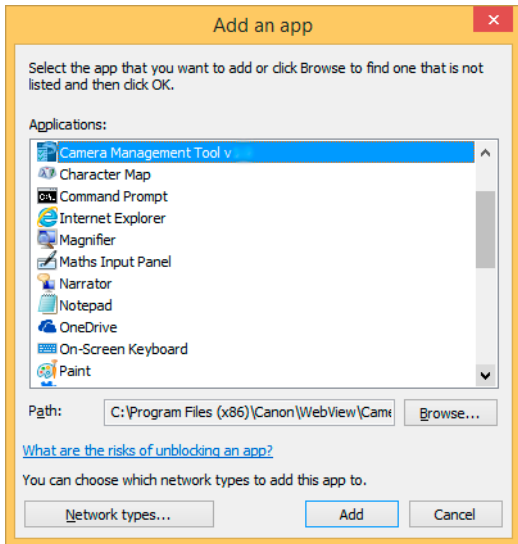 Add an app
Select the app that you want to add or click Browse to find one that is not
listed and then click OK.
Applications:
Camera Management Tool v
Character Map
Command Prompt
Internet Explorer
Magnifier
Maths Input Panel
Narrator
Notepad
OneDrive
On-Screen Keyboard
Paint
Path: C:\Program Files (x86)\Canon\WebView\Came Browse...
What are the risks of unblocking an app?
You can choose which network types to add this app to.
Network types... Add Cancel